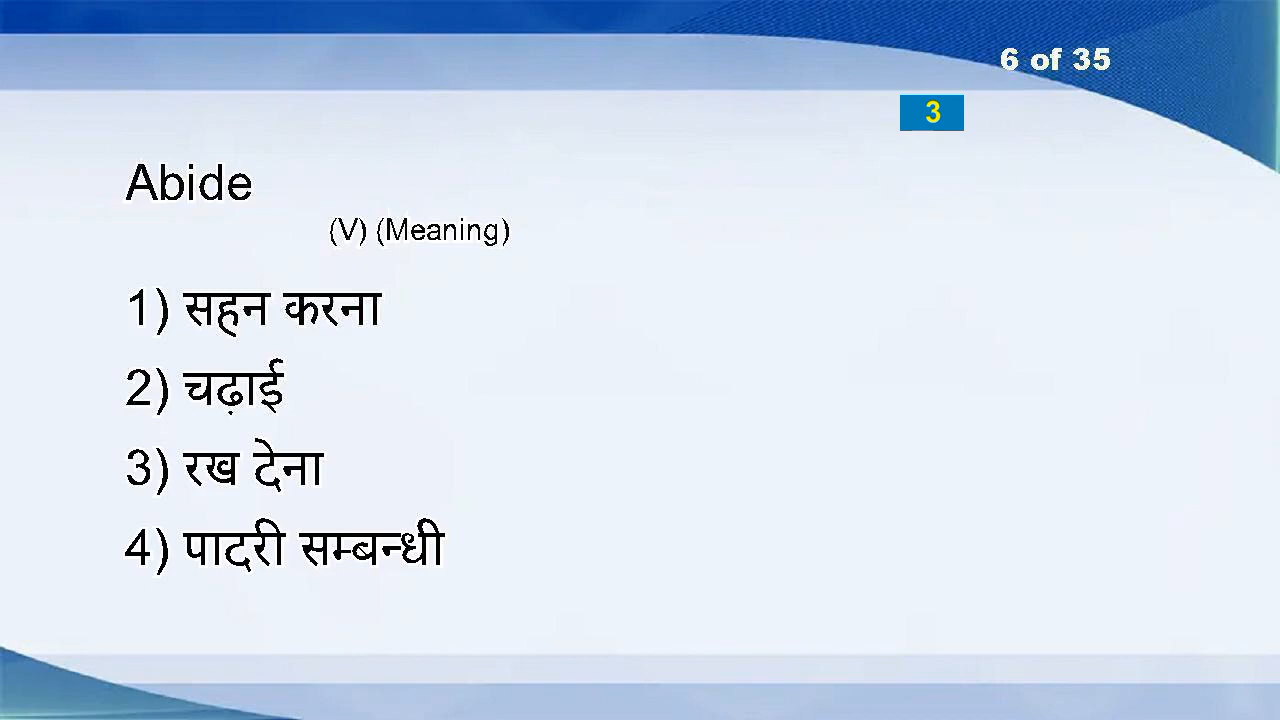 6 of 35
3
Abide
(V) (Meaning)
1) सहन करना
2) चढ़ाई
3) रख देना
4) पादरी सम्बन्धी